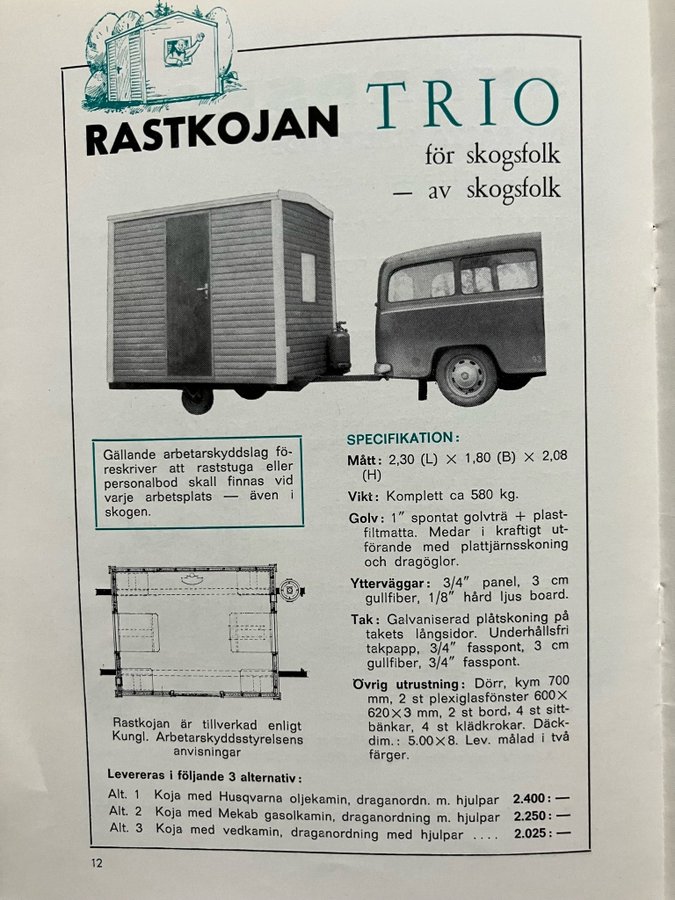 RASTKOJAN TRIO
för skogsfolk
— av skogsfolk
93
Gällande arbetarskyddslag fö-
reskriver att raststuga eller
personalbod skall finnas vid
varje arbetsplats — även i
skogen.
Rastkojan är tillverkad enligt
Kungl. Arbetarskyddsstyrelsens
anvisningar
SPECIFIKATION:
Mått: 2,30 (L) × 1,80 (B) × 2,08
(H)
Vikt: Komplett ca 580 kg.
Golv: 1″ spontat golvträ + plast-
filtmatta. Medar i kraftigt ut-
förande med plattjärnsskoning
och dragöglor.
Ytterväggar: 3/4″ panel, 3 cm
gullfiber, 1/8″ hård ljus board.
Tak: Galvaniserad plåtskoning på
takets långsidor. Underhållsfri
takpapp, 3/4″ fasspont, 3 cm
gullfiber, 3/4″ fasspont.
Övrig utrustning: Dörr, kym 700
mm, 2 st plexiglasfönster 600×
620×3 mm, 2 st bord, 4 st sitt-
bänkar, 4 st klädkrokar. Däck-
dim.: 5.00×8. Lev. målad i två
färger.
Levereras i följande 3 alternativ:
Alt. 1 Koja med Husqvarna oljekamin, draganordn. m. hjulpar 2.400:—
Alt. 2 Koja med Mekab gasolkamin, draganordning m. hjulpar 2.250:—
Alt. 3 Koja med vedkamin, draganordning med hjulpar .... 2.025:—
12